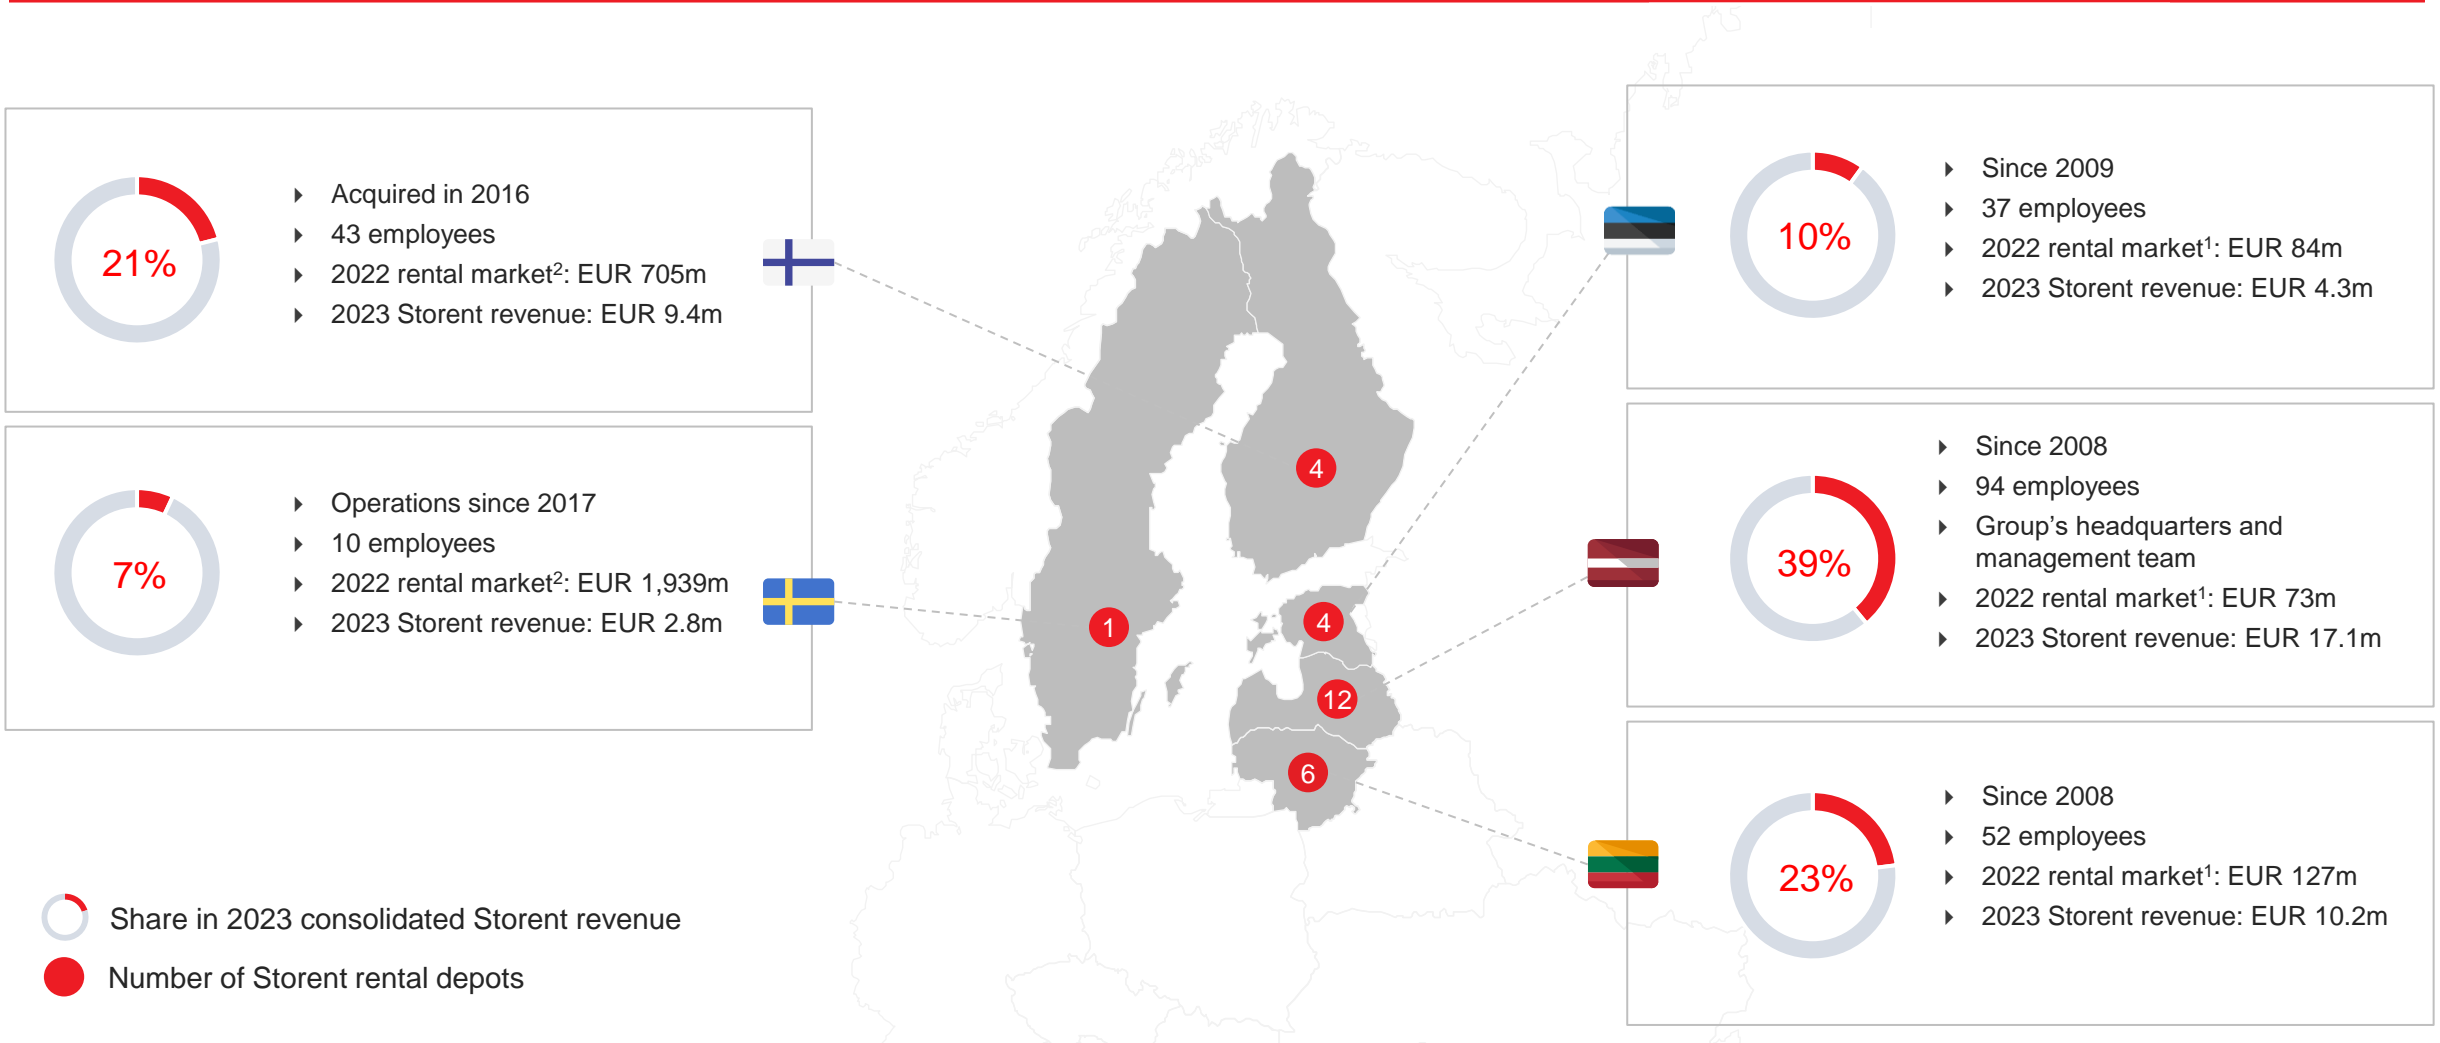 21%
Acquired in 2016
43 employees
2022 rental market²: EUR 705m
2023 Storent revenue: EUR 9.4m
7%
Operations since 2017
10 employees
2022 rental market²: EUR 1,939m
2023 Storent revenue: EUR 2.8m
4
1
4
12
6
10%
Since 2009
37 employees
2022 rental market¹: EUR 84m
2023 Storent revenue: EUR 4.3m
39%
Since 2008
94 employees
Group’s headquarters and
management team
2022 rental market¹: EUR 73m
2023 Storent revenue: EUR 17.1m
23%
Since 2008
52 employees
2022 rental market¹: EUR 127m
2023 Storent revenue: EUR 10.2m
Share in 2023 consolidated Storent revenue
Number of Storent rental depots